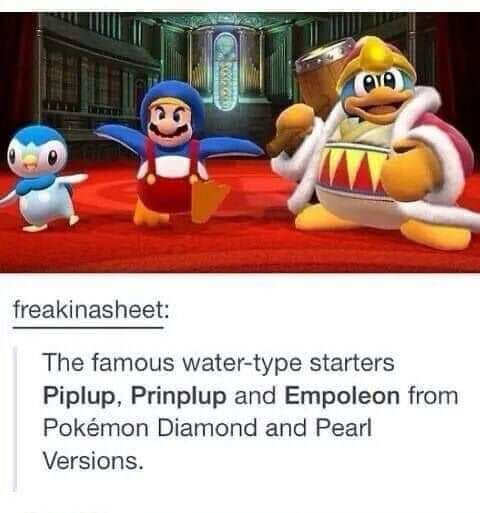 freakinasheet:
The famous water-type starters
Piplup, Prinplup and Empoleon from
Pokémon Diamond and Pearl
Versions.